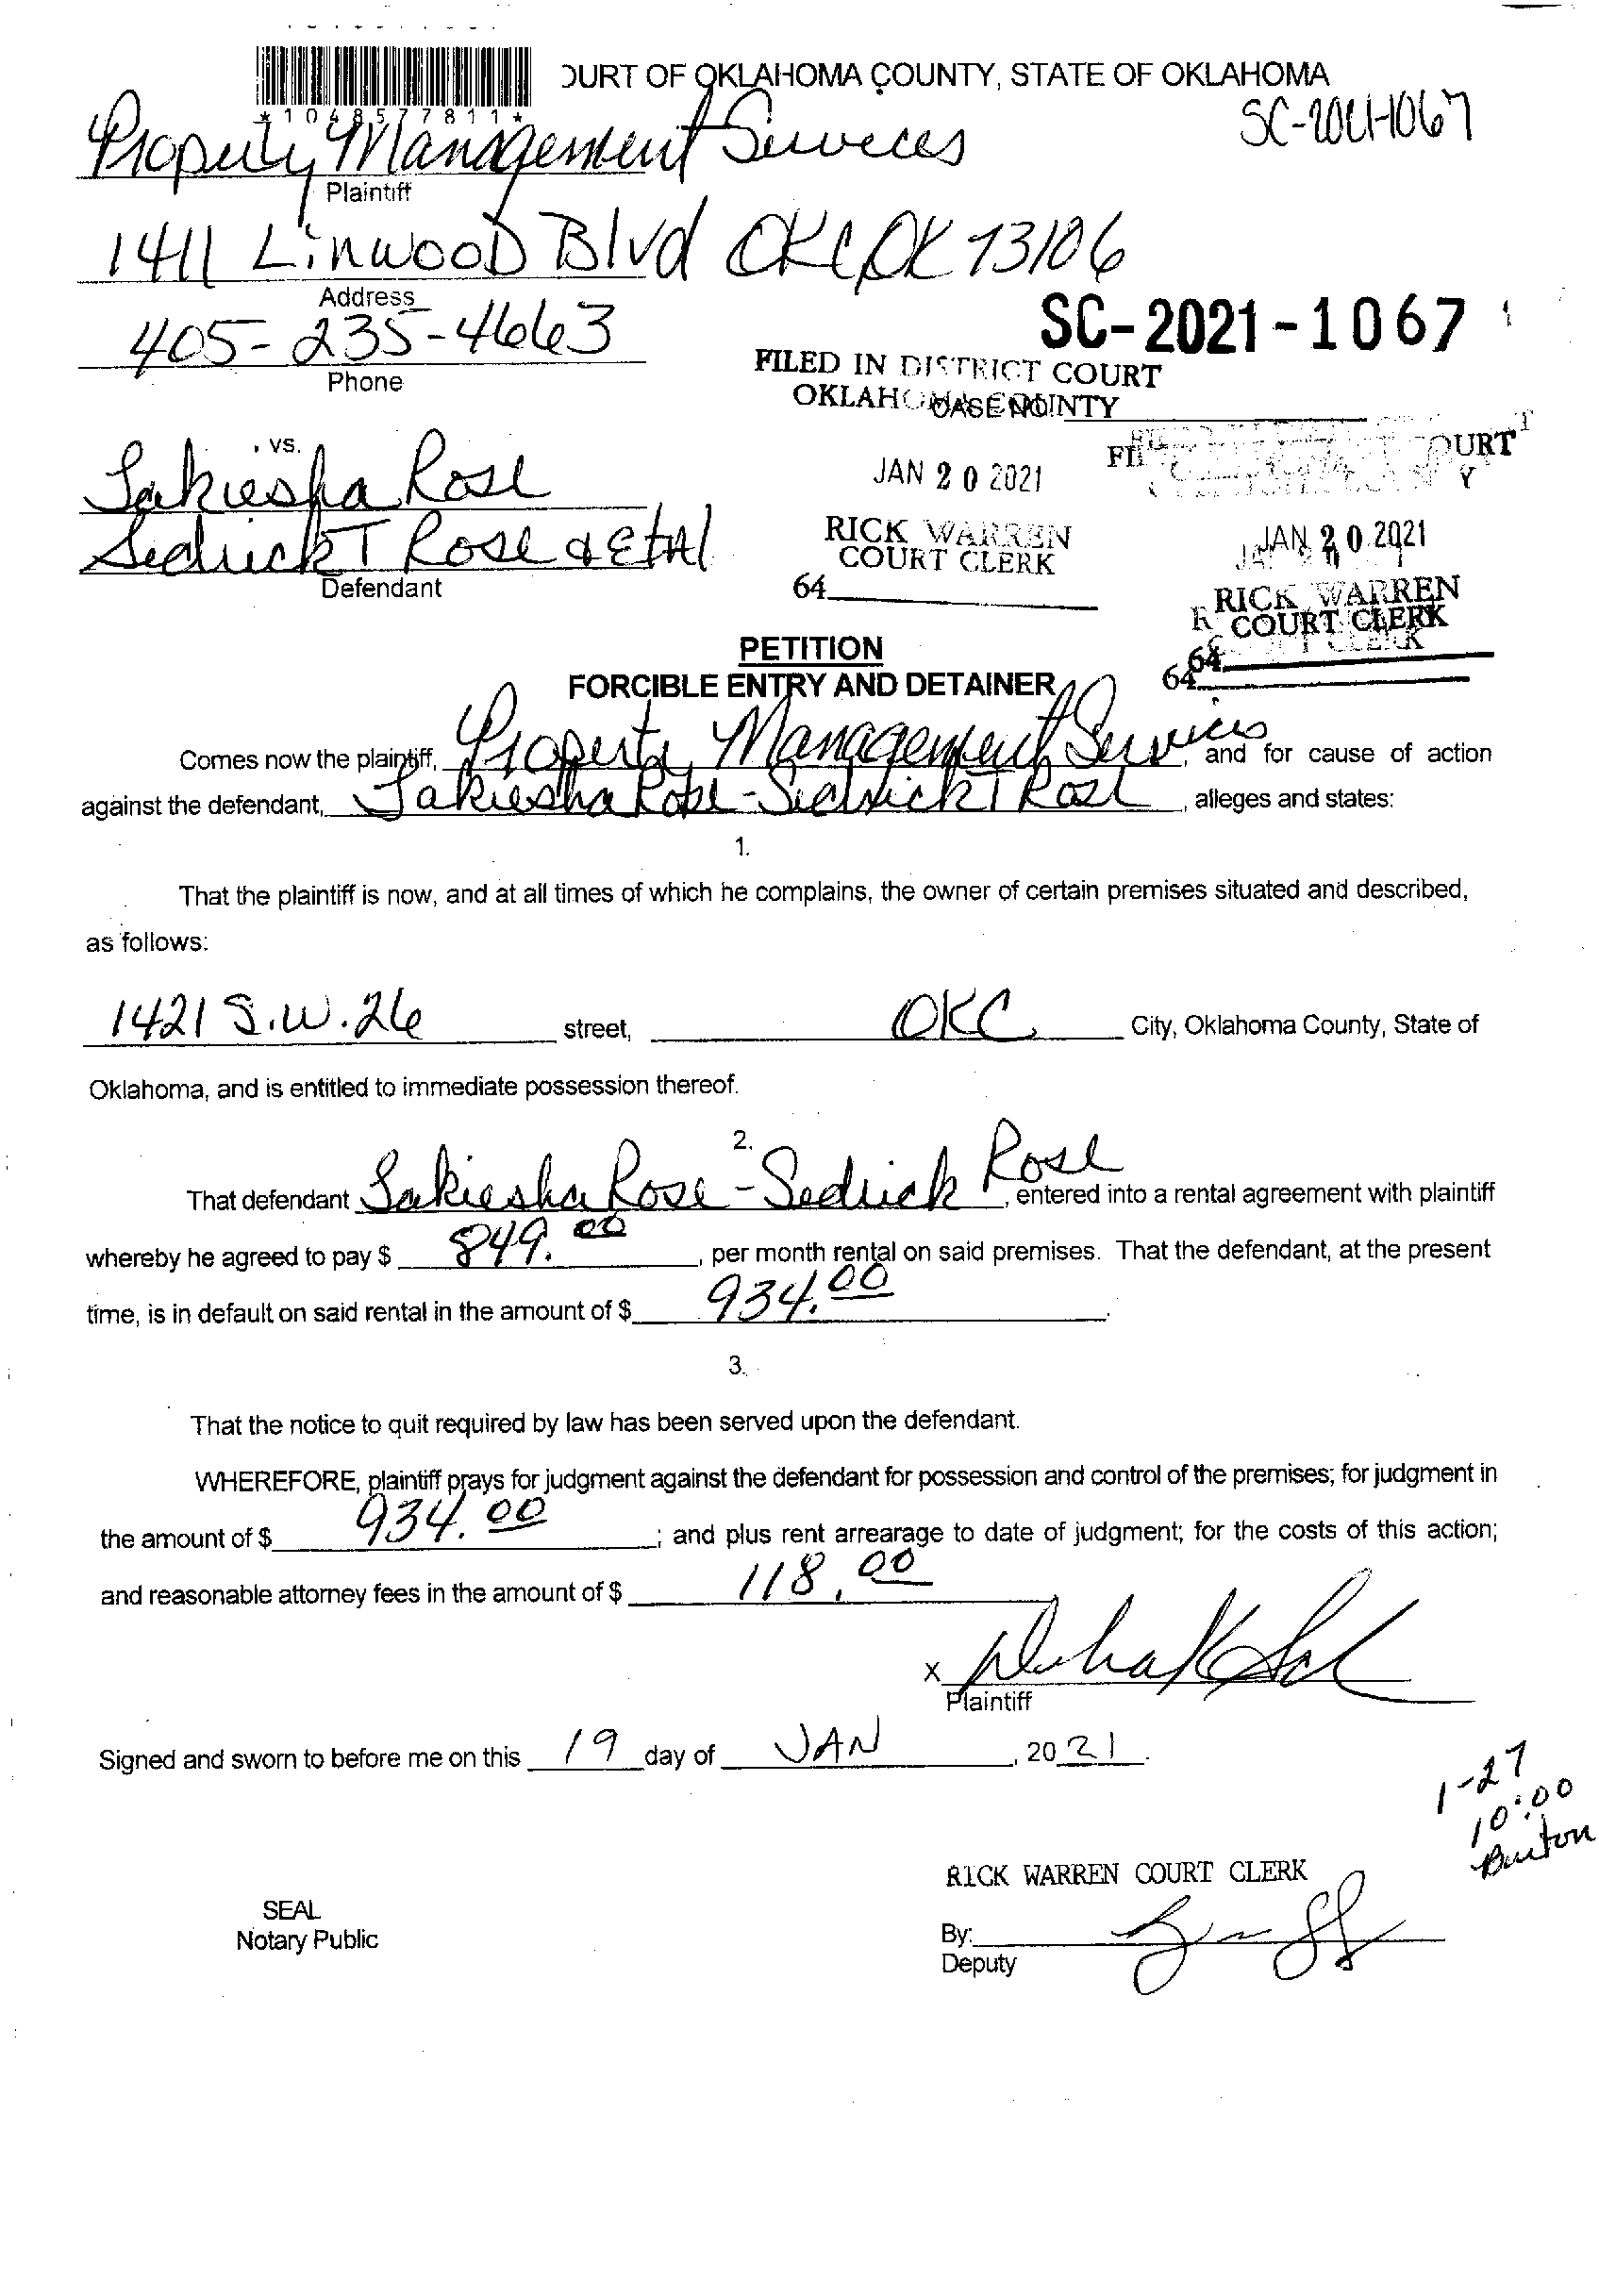 OURT OF OKLAHOMA COUNTY, STATE OF OKLAHOMA
*1048577811*
SC-2021-1067
Property Management Services
Plaintiff
1411 Linwood Blvd OKC OK 73106
Address
405-235-4663
Phone
SC-2021-1067
FILED IN DISTRICT COURT
OKLAHOMA COUNTY
CASE NO.
vs.
Lakiesha Rose
Sedrick T Rose & EtAl
Defendant
JAN 20 2021
RICK WARREN
COURT CLERK
64
OURT
Y
JAN 20 2021
RICK WARREN
COURT CLERK
64
64
PETITION
FORCIBLE ENTRY AND DETAINER
Comes now the plaintiff, Property Management Services, and for cause of action
against the defendant, Lakiesha Rose - Sedrick T Rose, alleges and states:
1.
That the plaintiff is now, and at all times of which he complains, the owner of certain premises situated and described,
as follows:
1421 S.W. 26 street, OKC City, Oklahoma County, State of
Oklahoma, and is entitled to immediate possession thereof.
2.
That defendant Lakiesha Rose - Sedrick Rose, entered into a rental agreement with plaintiff
whereby he agreed to pay $ 849.00, per month rental on said premises. That the defendant, at the present
time, is in default on said rental in the amount of $ 934.00.
3.
That the notice to quit required by law has been served upon the defendant.
WHEREFORE, plaintiff prays for judgment against the defendant for possession and control of the premises; for judgment in
the amount of $ 934.00; and plus rent arrearage to date of judgment; for the costs of this action;
and reasonable attorney fees in the amount of $ 118.00
x
Plaintiff
Signed and sworn to before me on this 19 day of JAN, 2021.
1-27
10:00
Burton
RICK WARREN COURT CLERK
SEAL
Notary Public
By:
Deputy